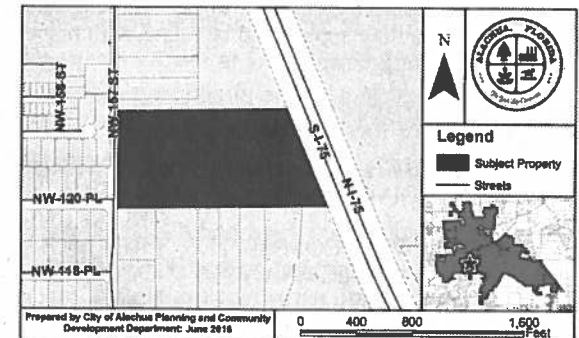 NW-158-ST
NW-157-ST
S-I-75
N-I-75
NW-120-PL
NW-118-PL
N
ALACHUA, FLORIDA
Legend
Subject Property
Streets
Prepared by City of Alachua Planning and Community
Development Department: June 2016
0 400 800 1,600
Feet